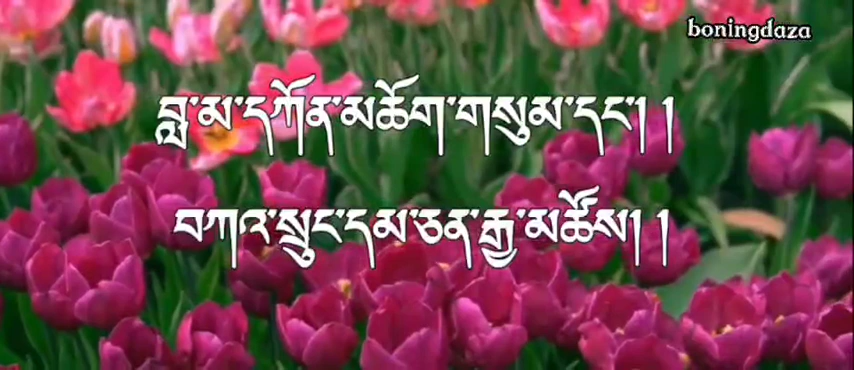 boningdaza
བླ་མ་དཀོན་མཆོག་གསུམ་དང་། །
བཀའ་སྲུང་དམ་ཅན་རྒྱ་མཚོས། །